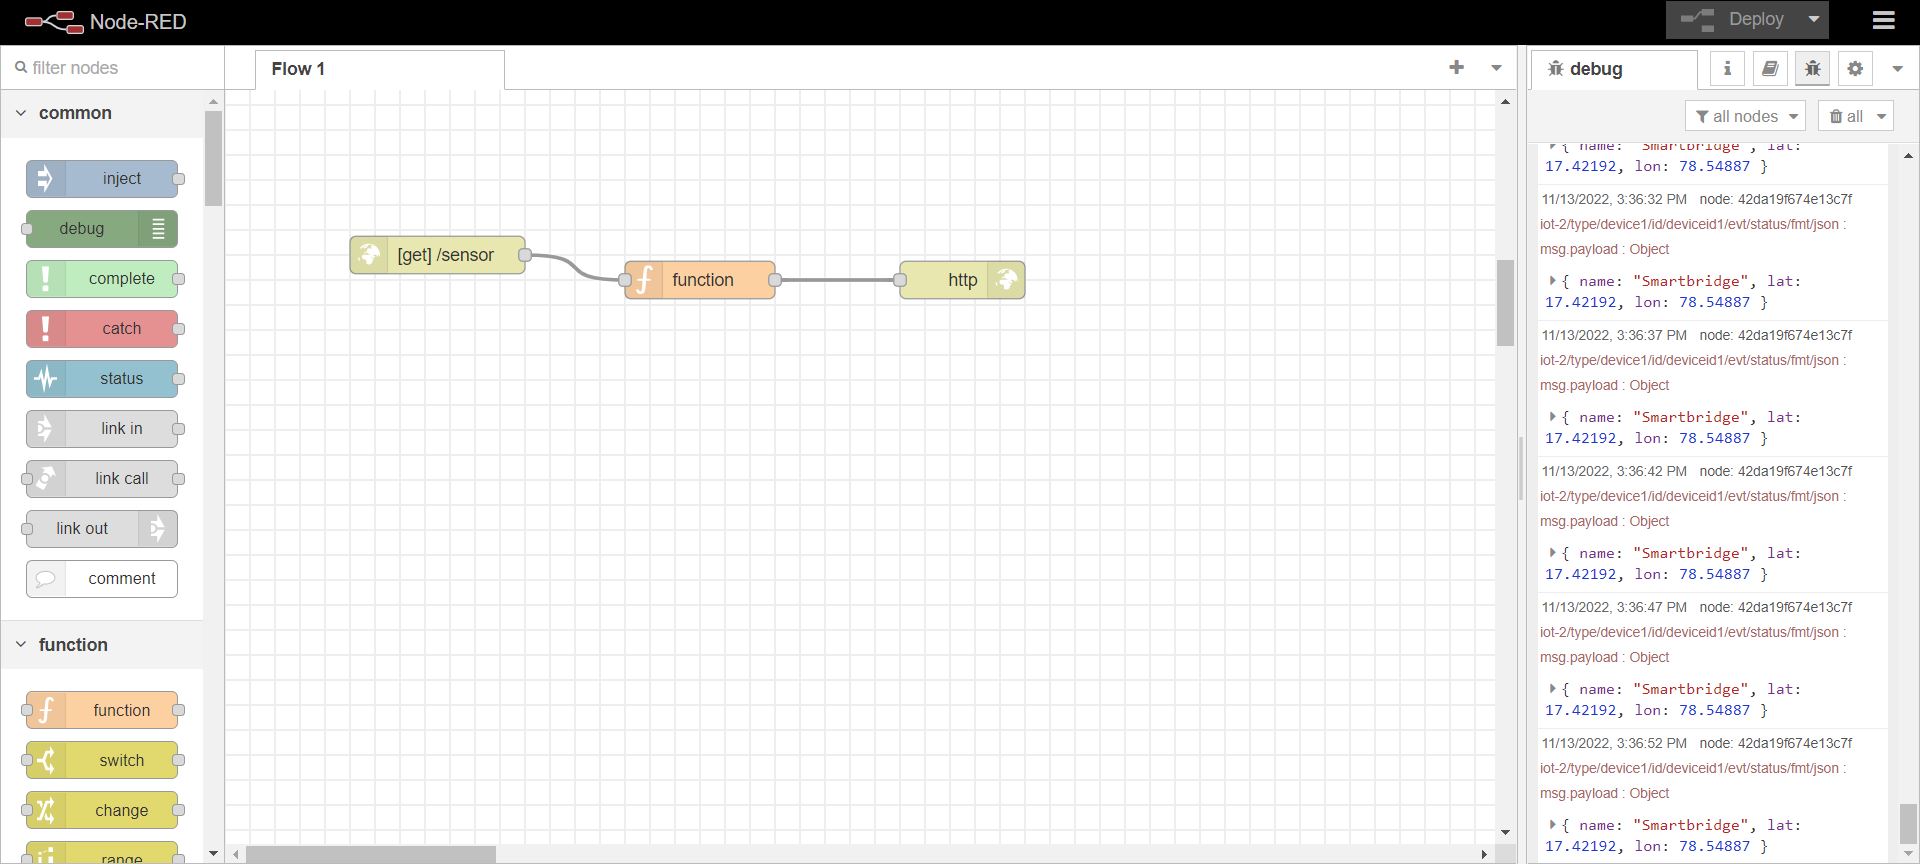 Node-RED
Deploy
filter nodes
Flow 1
debug
i
all nodes
all
common
inject
debug
complete
catch
status
link in
link call
link out
comment
function
function
switch
change
range
[get] /sensor
function
http
{ name: "Smartbridge", lat:
17.42192, lon: 78.54887 }
11/13/2022, 3:36:32 PM node: 42da19f674e13c7f
iot-2/type/device1/id/deviceid1/evt/status/fmt/json :
msg.payload : Object
{ name: "Smartbridge", lat:
17.42192, lon: 78.54887 }
11/13/2022, 3:36:37 PM node: 42da19f674e13c7f
iot-2/type/device1/id/deviceid1/evt/status/fmt/json :
msg.payload : Object
{ name: "Smartbridge", lat:
17.42192, lon: 78.54887 }
11/13/2022, 3:36:42 PM node: 42da19f674e13c7f
iot-2/type/device1/id/deviceid1/evt/status/fmt/json :
msg.payload : Object
{ name: "Smartbridge", lat:
17.42192, lon: 78.54887 }
11/13/2022, 3:36:47 PM node: 42da19f674e13c7f
iot-2/type/device1/id/deviceid1/evt/status/fmt/json :
msg.payload : Object
{ name: "Smartbridge", lat:
17.42192, lon: 78.54887 }
11/13/2022, 3:36:52 PM node: 42da19f674e13c7f
iot-2/type/device1/id/deviceid1/evt/status/fmt/json :
msg.payload : Object
{ name: "Smartbridge", lat:
17.42192, lon: 78.54887 }